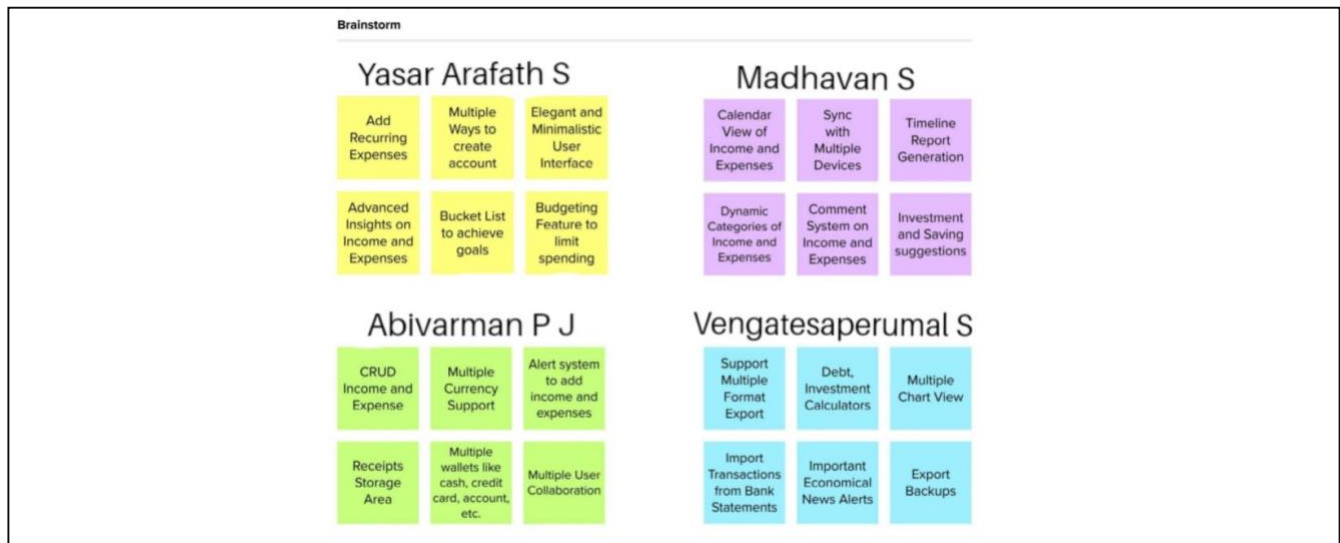 Brainstorm
Yasar Arafath S
Add
Recurring
Expenses
Multiple
Ways to
create
account
Elegant and
Minimalistic
User
Interface
Advanced
Insights on
Income and
Expenses
Bucket List
to achieve
goals
Budgeting
Feature to
limit
spending
Madhavan S
Calendar
View of
Income and
Expenses
Sync
with
Multiple
Devices
Timeline
Report
Generation
Dynamic
Categories of
Income and
Expenses
Comment
System on
Income and
Expenses
Investment
and Saving
suggestions
Abivarman P J
CRUD
Income and
Expense
Multiple
Currency
Support
Alert system
to add
income and
expenses
Receipts
Storage
Area
Multiple
wallets like
cash, credit
card, account,
etc.
Multiple User
Collaboration
Vengatesaperumal S
Support
Multiple
Format
Export
Debt,
Investment
Calculators
Multiple
Chart View
Import
Transactions
from Bank
Statements
Important
Economical
News Alerts
Export
Backups